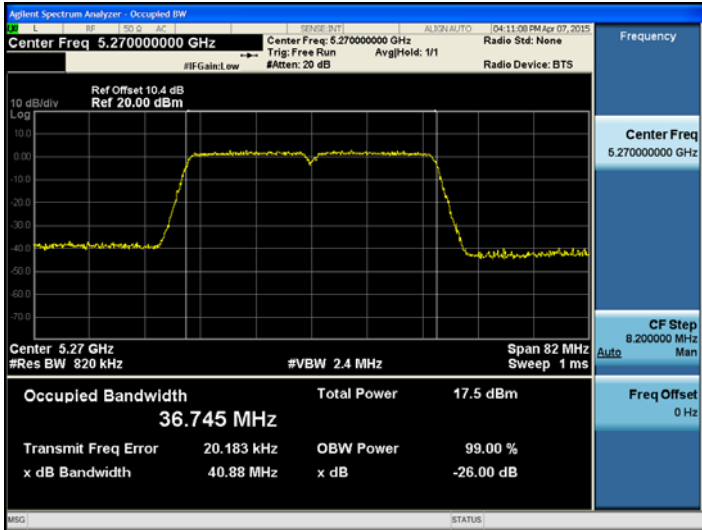 Agilent Spectrum Analyzer - Occupied BW
L RF 50 Ω AC SENSE:INT ALIGN AUTO 04:11:08 PM Apr 07, 2015
Center Freq 5.270000000 GHz
Center Freq: 5.270000000 GHz
Radio Std: None
Trig: Free Run Avg|Hold: 1/1
#IFGain:Low
#Atten: 20 dB
Radio Device: BTS
Frequency
Ref Offset 10.4 dB
10 dB/div Ref 20.00 dBm
Log
10.0
0.00
-10.0
-20.0
-30.0
-40.0
-50.0
-60.0
-70.0
Center 5.27 GHz Span 82 MHz
#Res BW 820 kHz #VBW 2.4 MHz Sweep 1 ms
Occupied Bandwidth Total Power 17.5 dBm
36.745 MHz
Transmit Freq Error 20.183 kHz OBW Power 99.00 %
x dB Bandwidth 40.88 MHz x dB -26.00 dB
Center Freq
5.270000000 GHz
CF Step
8.200000 MHz
Auto Man
Freq Offset
0 Hz
MSG STATUS